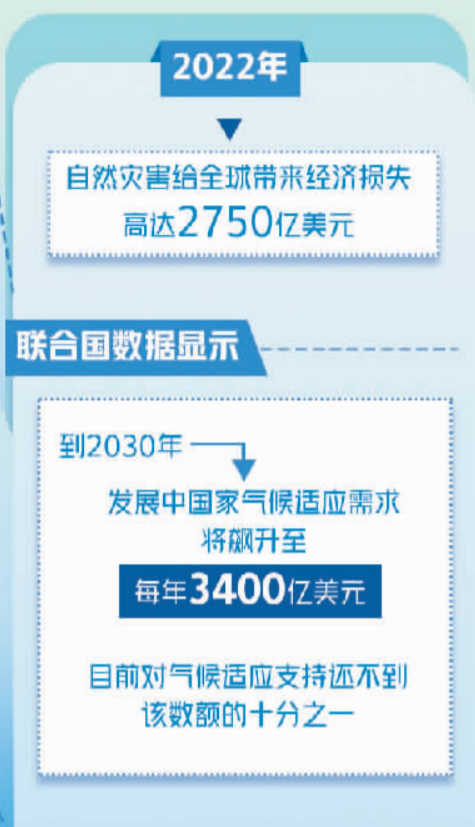 2022年
自然灾害给全球带来经济损失
高达2750亿美元
联合国数据显示
到2030年
发展中国家气候适应需求
将飙升至
每年3400亿美元
目前对气候适应支持还不到
该数额的十分之一